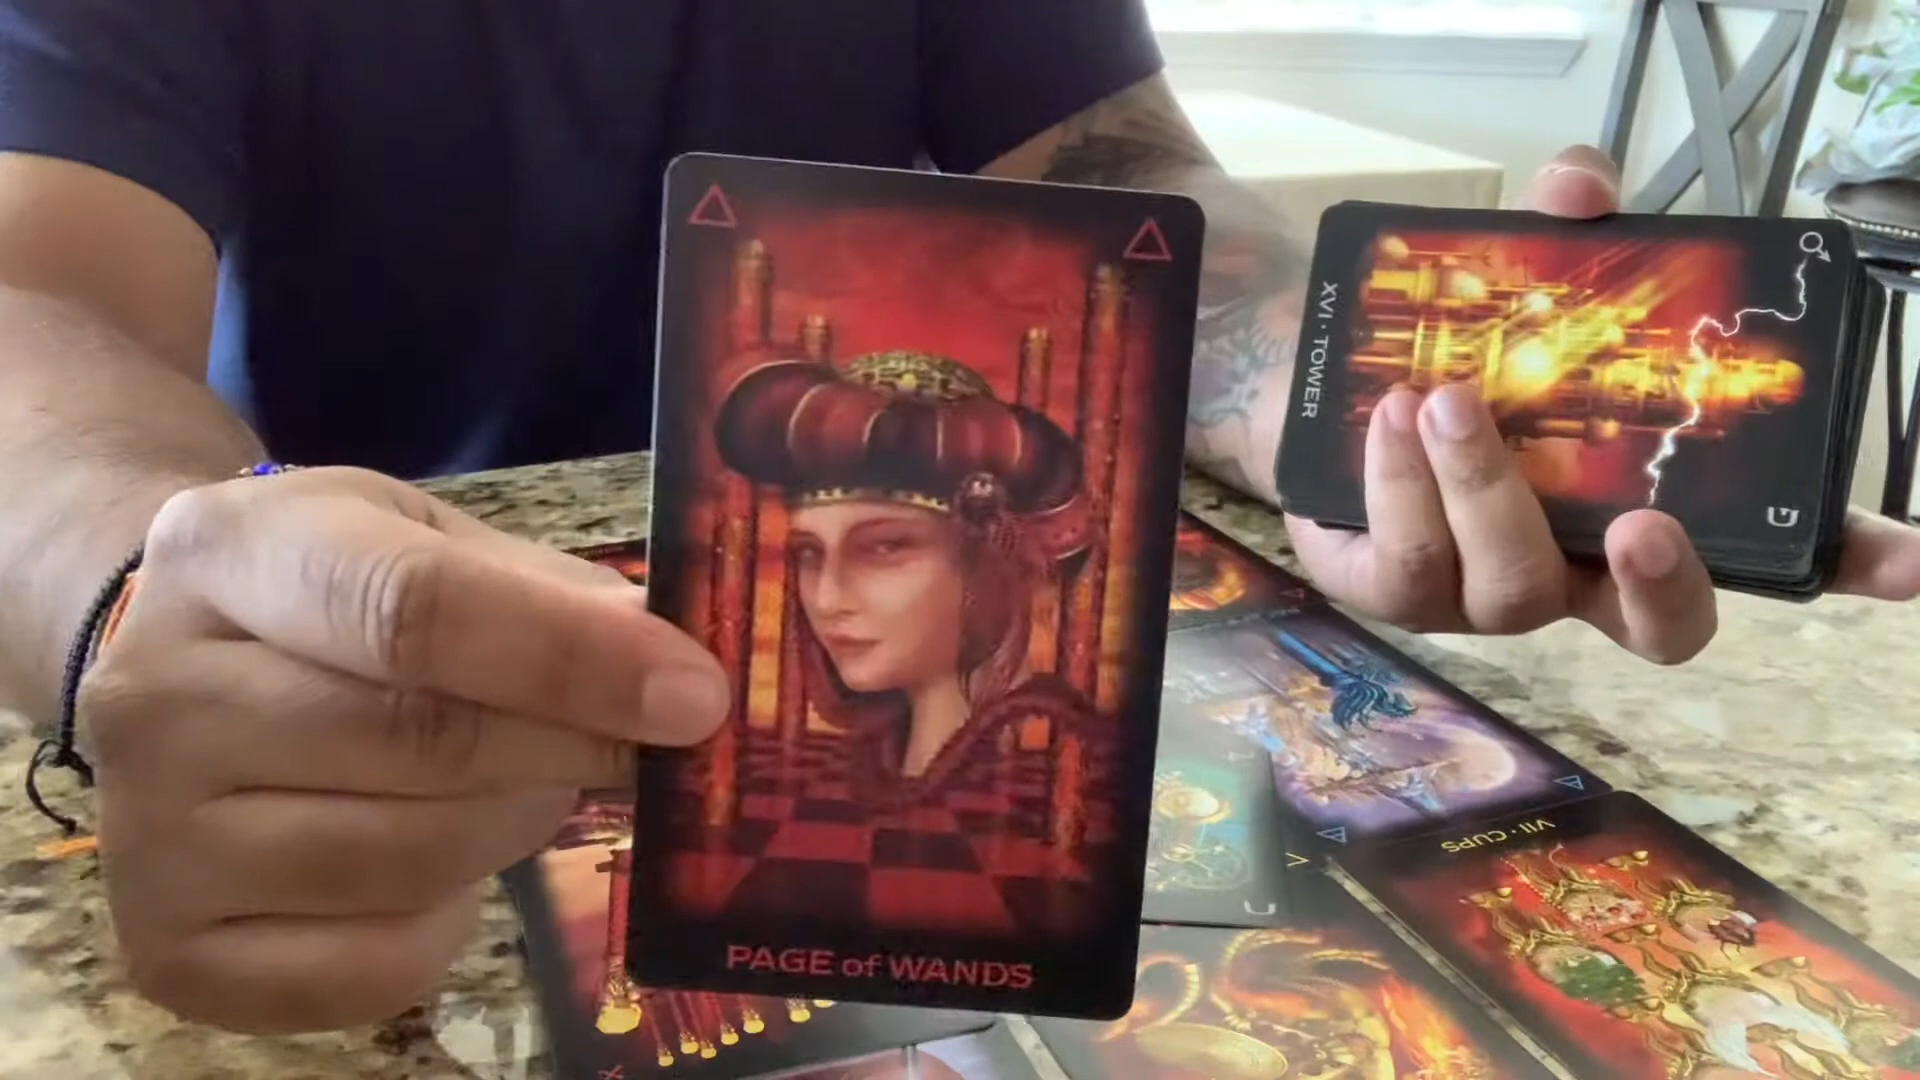 PAGE of WANDS
XVI · TOWER
VII · CUPS